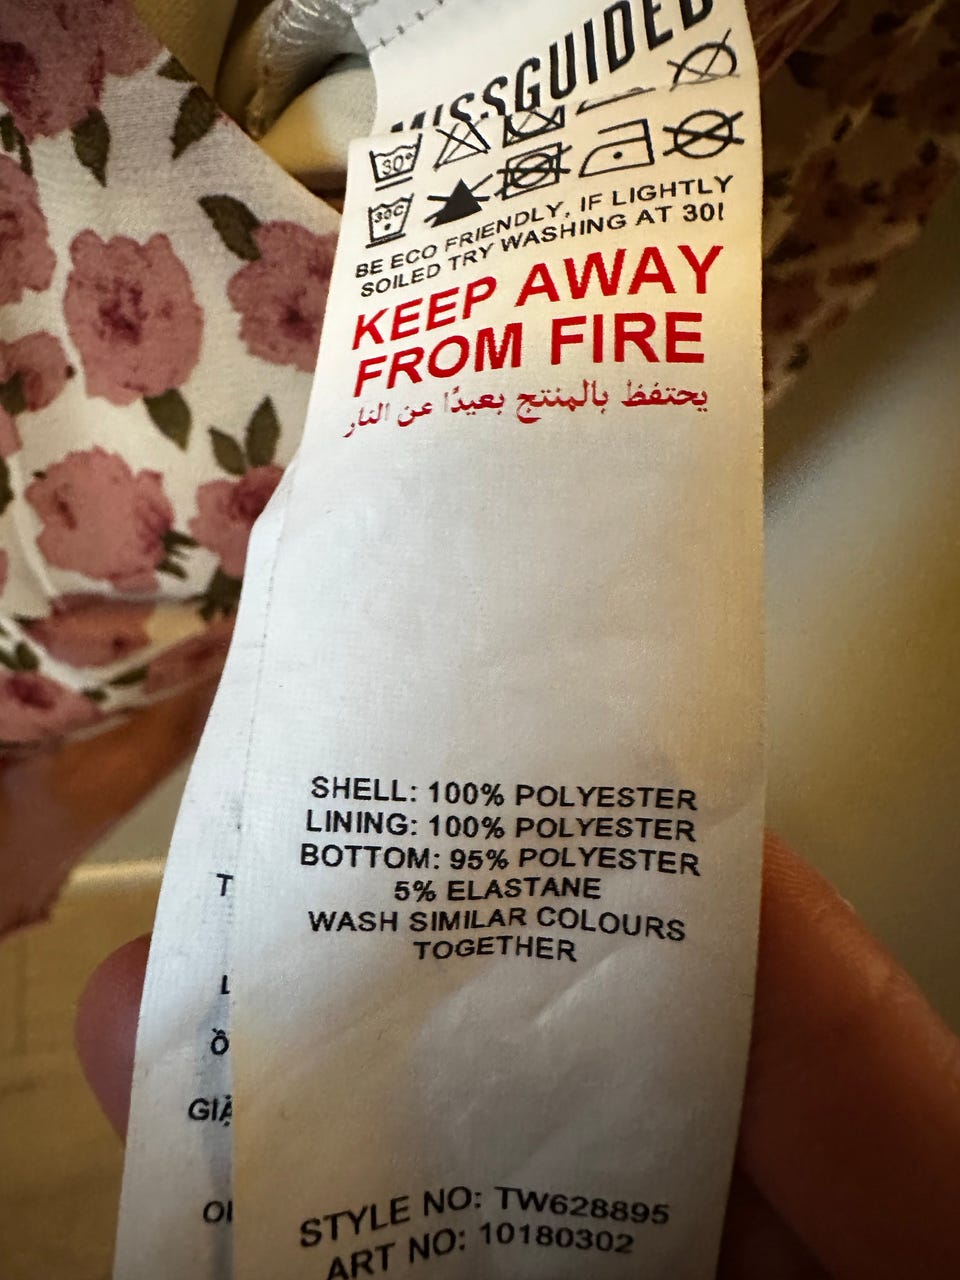 MISSGUIDED
30°
30C
BE ECO FRIENDLY, IF LIGHTLY
SOILED TRY WASHING AT 30!
KEEP AWAY
FROM FIRE
يحتفظ بالمنتج بعيدًا عن النار
SHELL: 100% POLYESTER
LINING: 100% POLYESTER
BOTTOM: 95% POLYESTER
5% ELASTANE
WASH SIMILAR COLOURS
TOGETHER
STYLE NO: TW628895
ART NO: 10180302